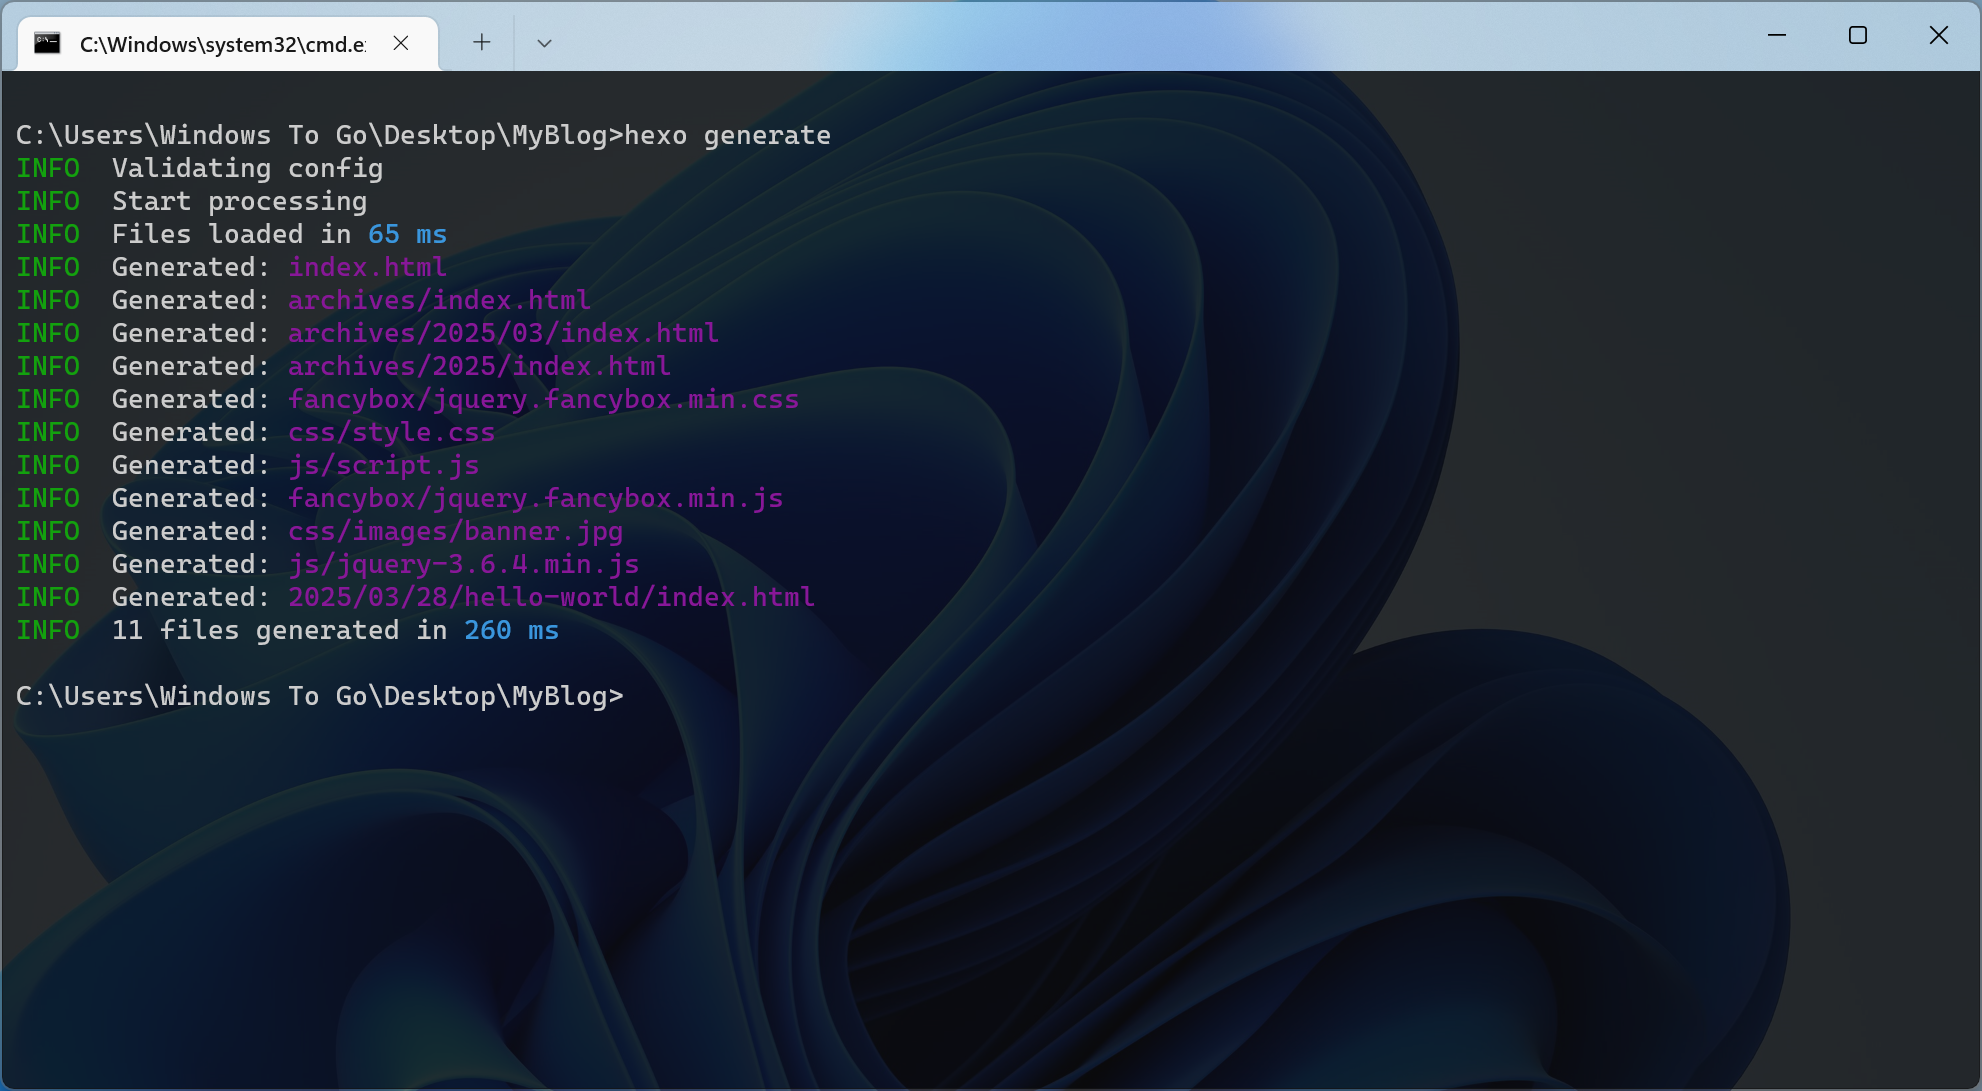 C:\Windows\system32\cmd.e
C:\Users\Windows To Go\Desktop\MyBlog>hexo generate
INFO  Validating config
INFO  Start processing
INFO  Files loaded in 65 ms
INFO  Generated: index.html
INFO  Generated: archives/index.html
INFO  Generated: archives/2025/03/index.html
INFO  Generated: archives/2025/index.html
INFO  Generated: fancybox/jquery.fancybox.min.css
INFO  Generated: css/style.css
INFO  Generated: js/script.js
INFO  Generated: fancybox/jquery.fancybox.min.js
INFO  Generated: css/images/banner.jpg
INFO  Generated: js/jquery-3.6.4.min.js
INFO  Generated: 2025/03/28/hello-world/index.html
INFO  11 files generated in 260 ms
C:\Users\Windows To Go\Desktop\MyBlog>